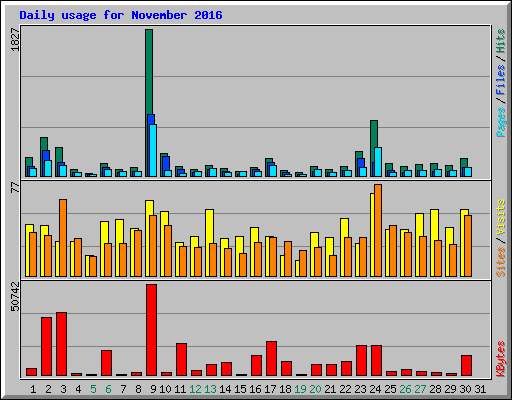 Daily usage for November 2016
1827
Pages / Files / Hits
77
Sites / Visits
50742
KBytes
1 2 3 4 5 6 7 8 9 10 11 12 13 14 15 16 17 18 19 20 21 22 23 24 25 26 27 28 29 30 31